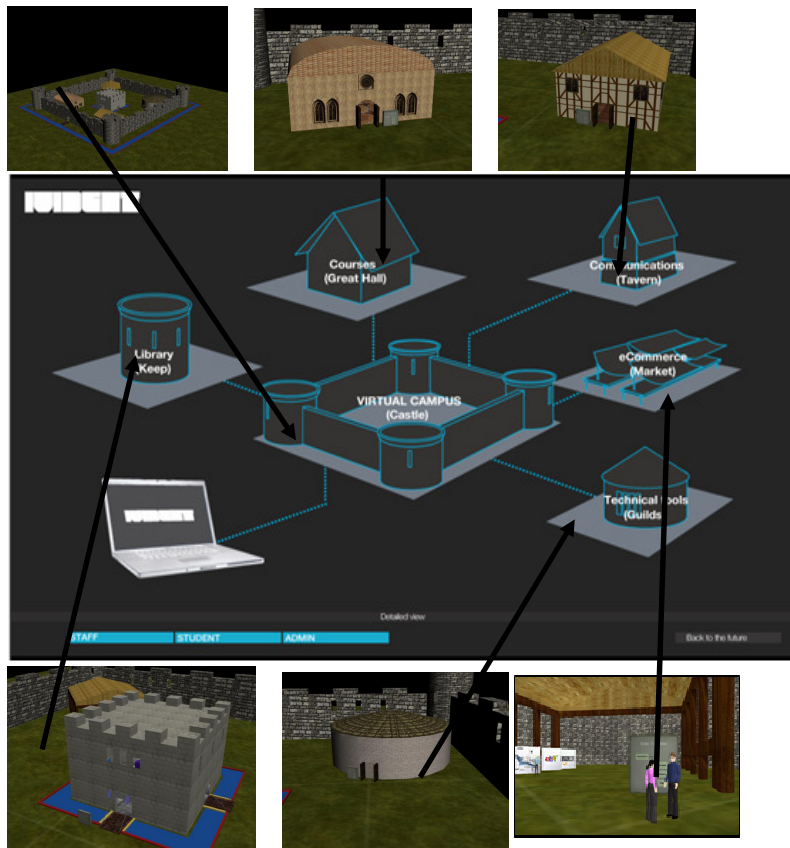 Courses
(Great Hall)
Communications
(Tavern)
Library
(Keep)
eCommerce
(Market)
VIRTUAL CAMPUS
(Castle)
Technical tools
(Guilds
Detailed view
STAFF
STUDENT
ADMIN
Back to the future